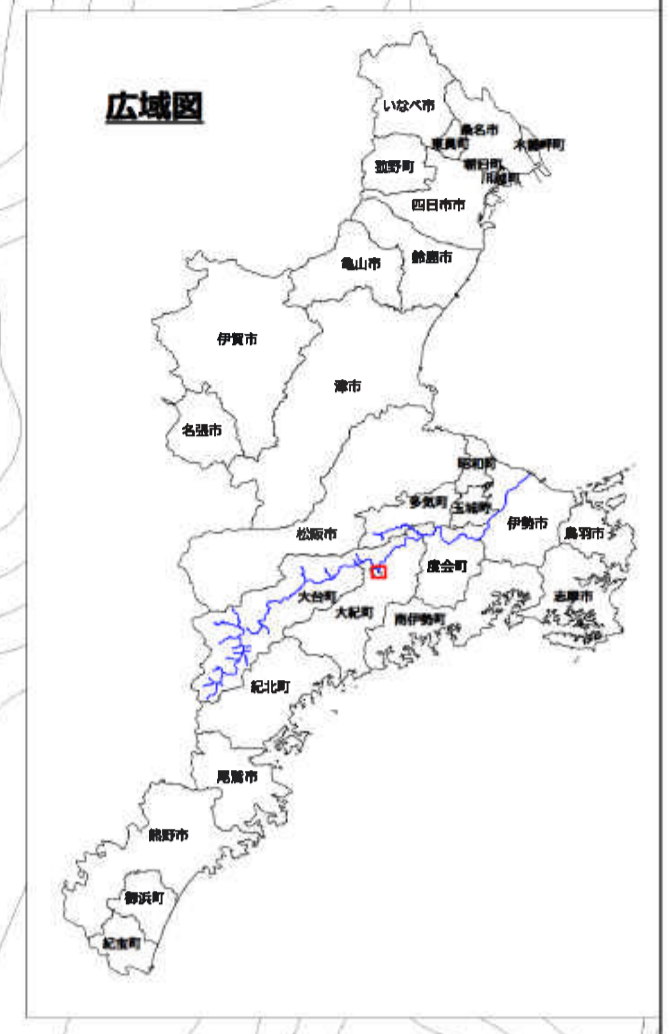 広域図
いなべ市
桑名市
東員町
木曽岬町
朝日町
菰野町
川越町
四日市市
鈴鹿市
亀山市
伊賀市
津市
名張市
明和町
多気町
玉城町
伊勢市
松阪市
鳥羽市
度会町
大台町
志摩市
大紀町
南伊勢町
紀北町
尾鷲市
熊野市
御浜町
紀宝町